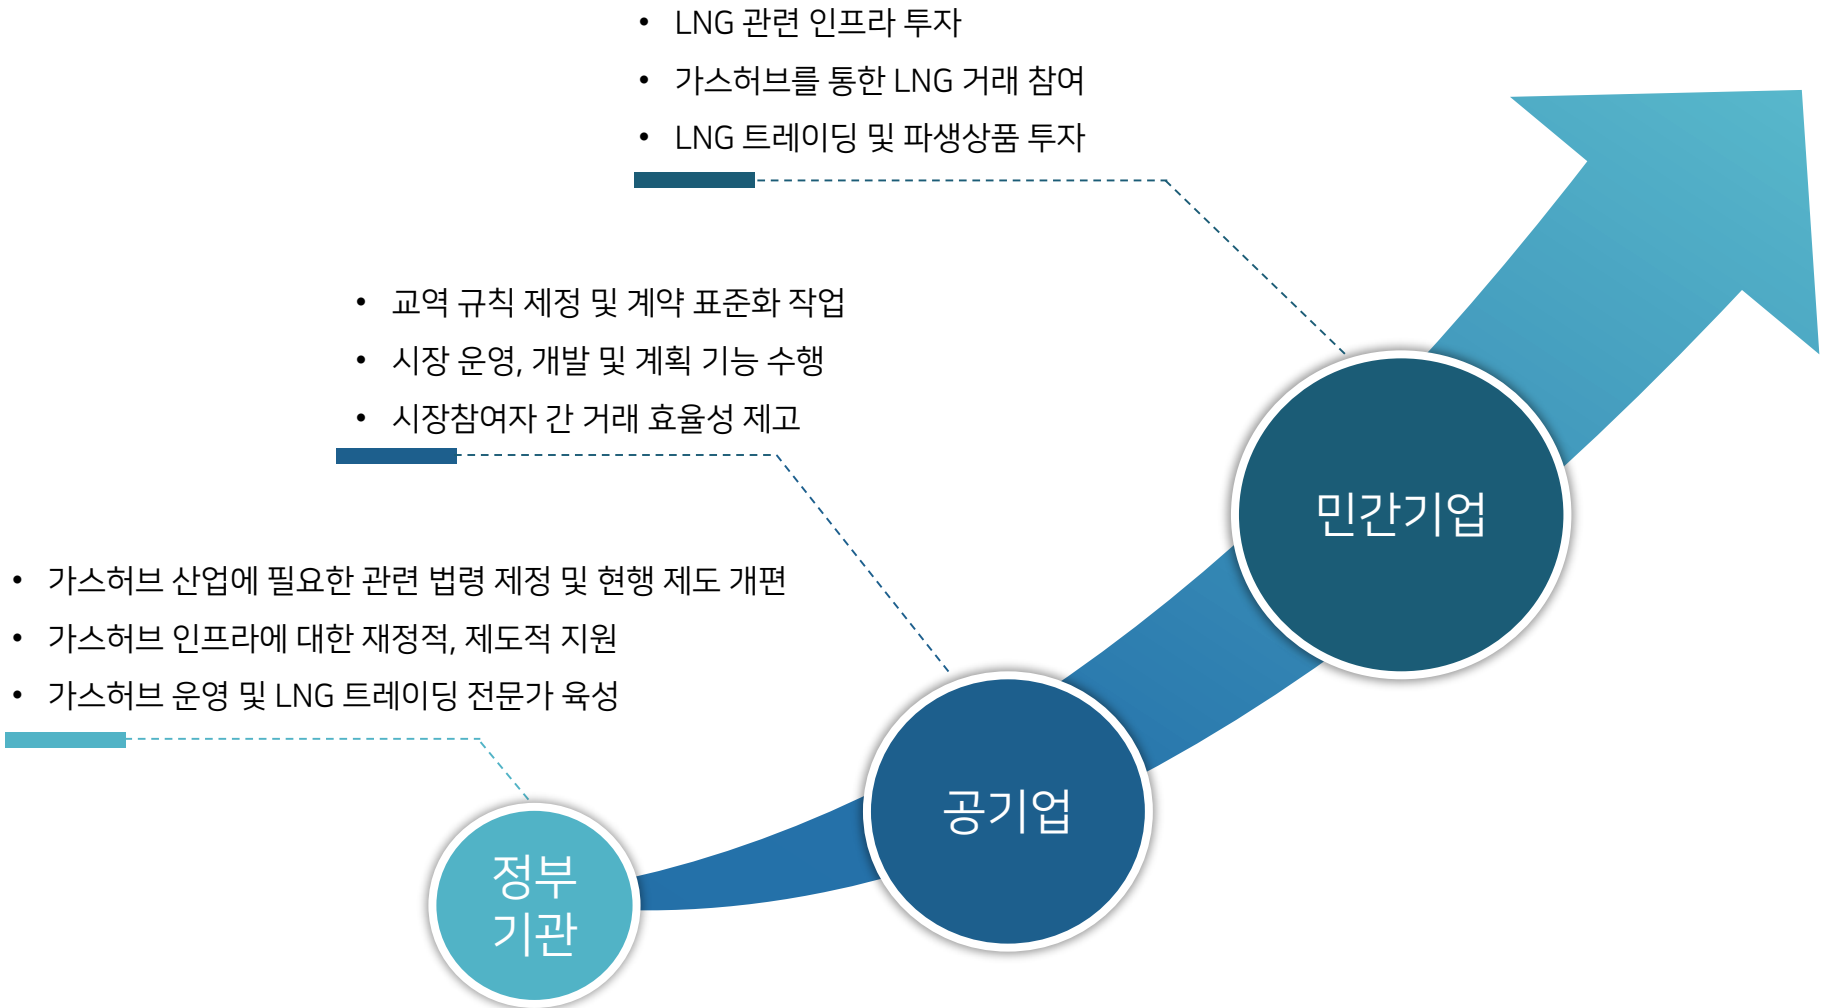 • LNG 관련 인프라 투자
• 가스허브를 통한 LNG 거래 참여
• LNG 트레이딩 및 파생상품 투자
• 교역 규칙 제정 및 계약 표준화 작업
• 시장 운영, 개발 및 계획 기능 수행
• 시장참여자 간 거래 효율성 제고
민간기업
• 가스허브 산업에 필요한 관련 법령 제정 및 현행 제도 개편
• 가스허브 인프라에 대한 재정적, 제도적 지원
• 가스허브 운영 및 LNG 트레이딩 전문가 육성
공기업
정부
기관